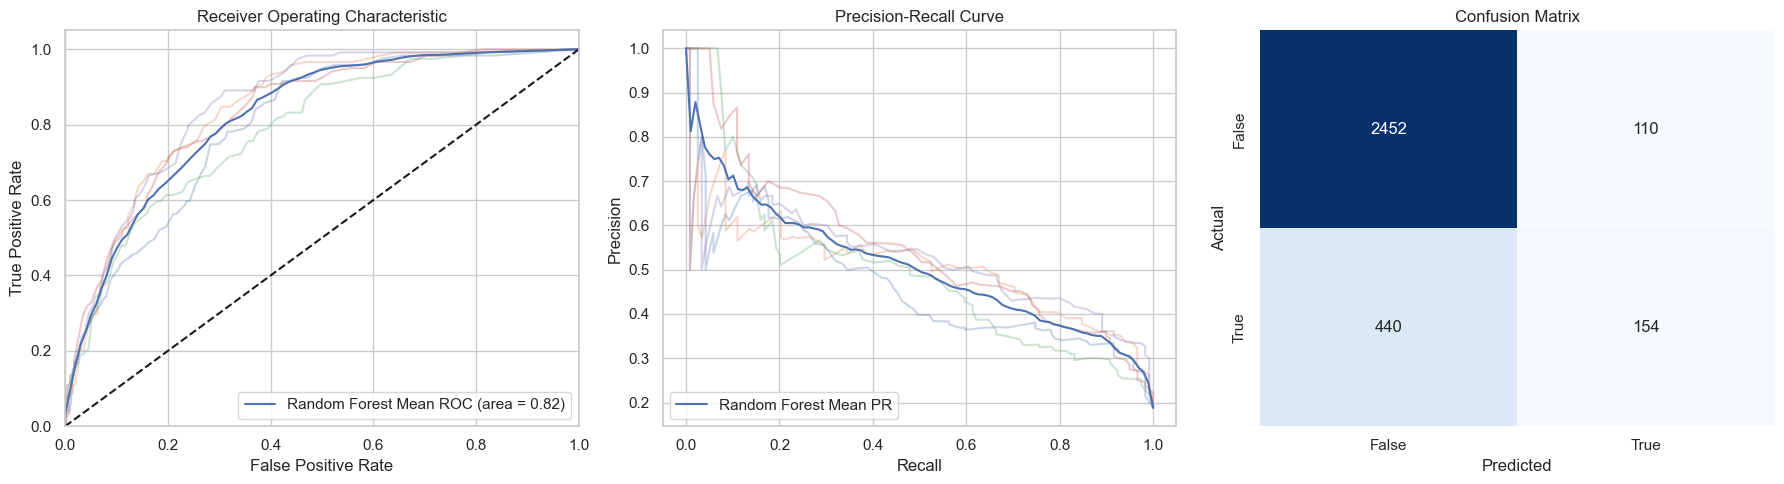 Receiver Operating Characteristic
True Positive Rate
1.0
0.8
0.6
0.4
0.2
0.0
0.0 0.2 0.4 0.6 0.8 1.0
False Positive Rate
Random Forest Mean ROC (area = 0.82)
Precision-Recall Curve
Precision
1.0
0.9
0.8
0.7
0.6
0.5
0.4
0.3
0.2
0.0 0.2 0.4 0.6 0.8 1.0
Recall
Random Forest Mean PR
Confusion Matrix
Actual
False
True
2452 110
440 154
False True
Predicted